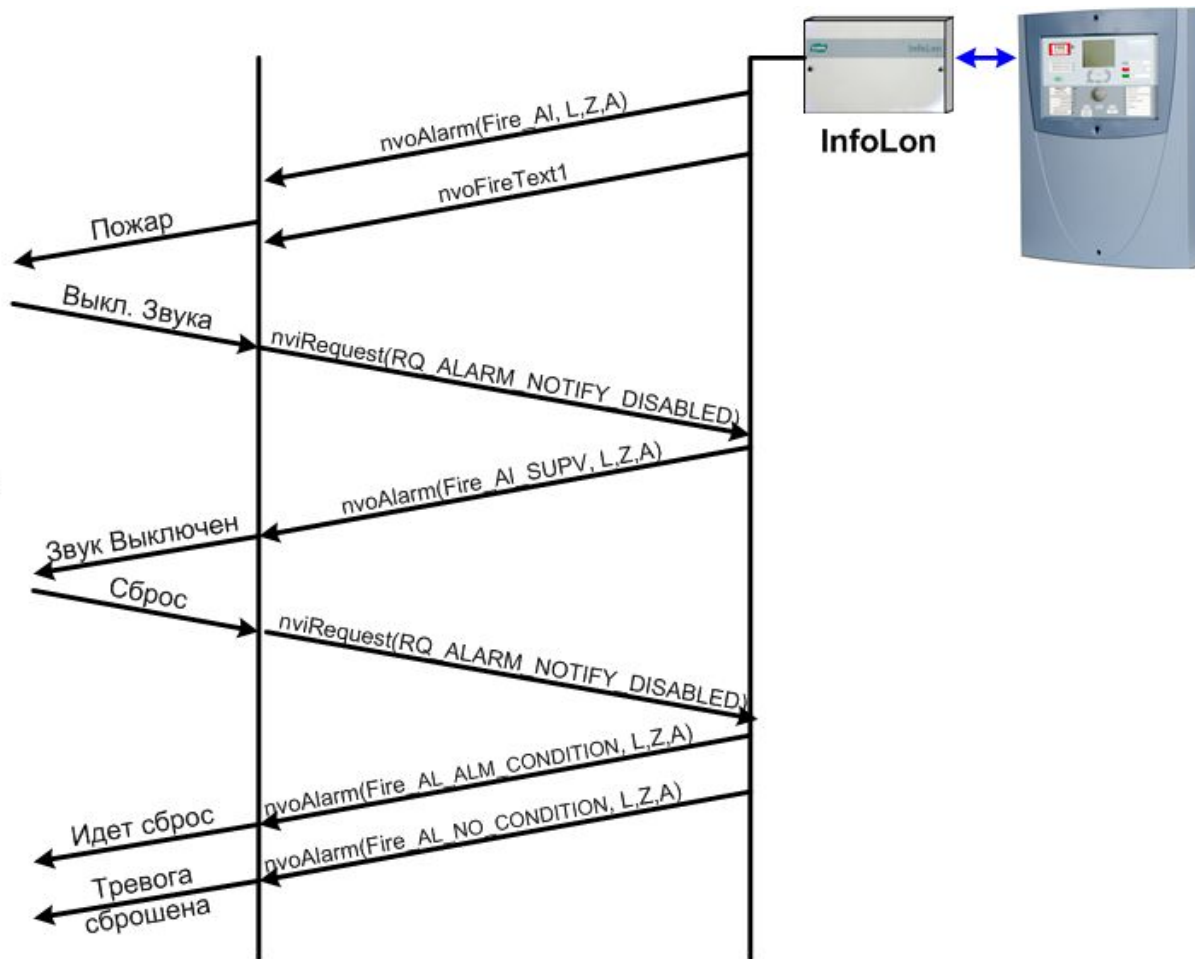 InfoLon
InfoLon
nvoAlarm(Fire_Al, L,Z,A)
nvoFireText1
Пожар
Выкл. Звука
nviRequest(RQ_ALARM_NOTIFY_DISABLED)
nvoAlarm(Fire_Al_SUPV, L,Z,A)
Звук Выключен
Сброс
nviRequest(RQ_ALARM_NOTIFY_DISABLED)
nvoAlarm(Fire_AL_ALM_CONDITION, L,Z,A)
Идет сброс
nvoAlarm(Fire_AL_NO_CONDITION, L,Z,A)
Тревога
сброшена